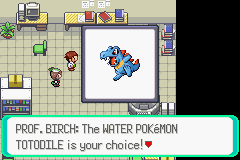 PROF. BIRCH: The WATER POKéMON
TOTODILE is your choice!♥